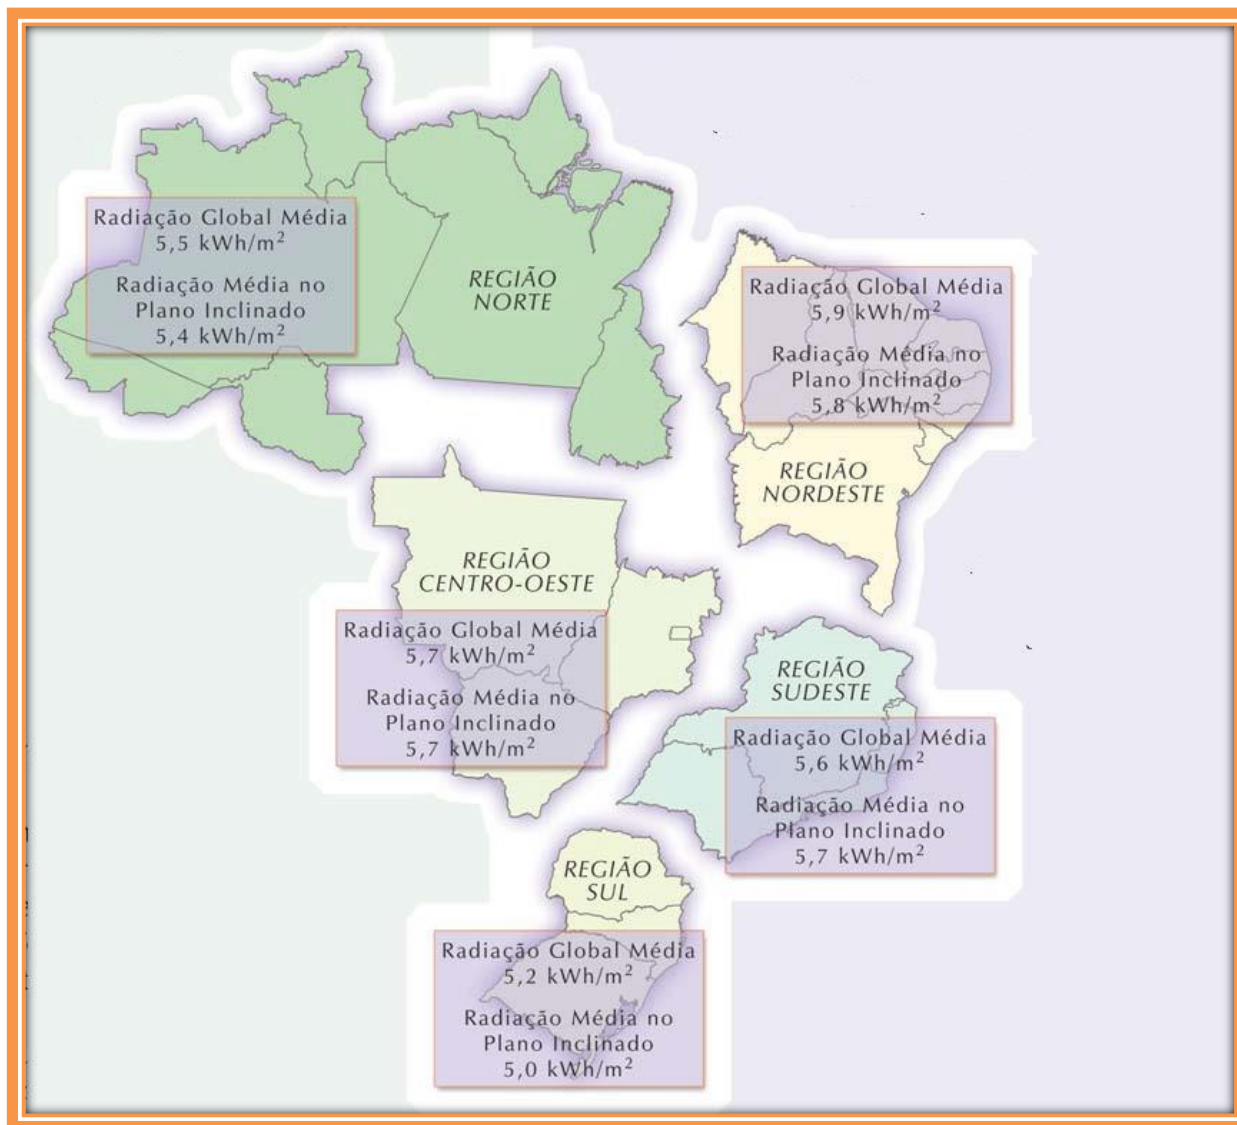 Radiação Global Média
5,5 kWh/m²
Radiação Média no
Plano Inclinado
5,4 kWh/m²
REGIÃO
NORTE
Radiação Global Média
5,9 kWh/m²
Radiação Média no
Plano Inclinado
5,8 kWh/m²
REGIÃO
NORDESTE
REGIÃO
CENTRO-OESTE
Radiação Global Média
5,7 kWh/m²
Radiação Média no
Plano Inclinado
5,7 kWh/m²
REGIÃO
SUDESTE
Radiação Global Média
5,6 kWh/m²
Radiação Média no
Plano Inclinado
5,7 kWh/m²
REGIÃO
SUL
Radiação Global Média
5,2 kWh/m²
Radiação Média no
Plano Inclinado
5,0 kWh/m²